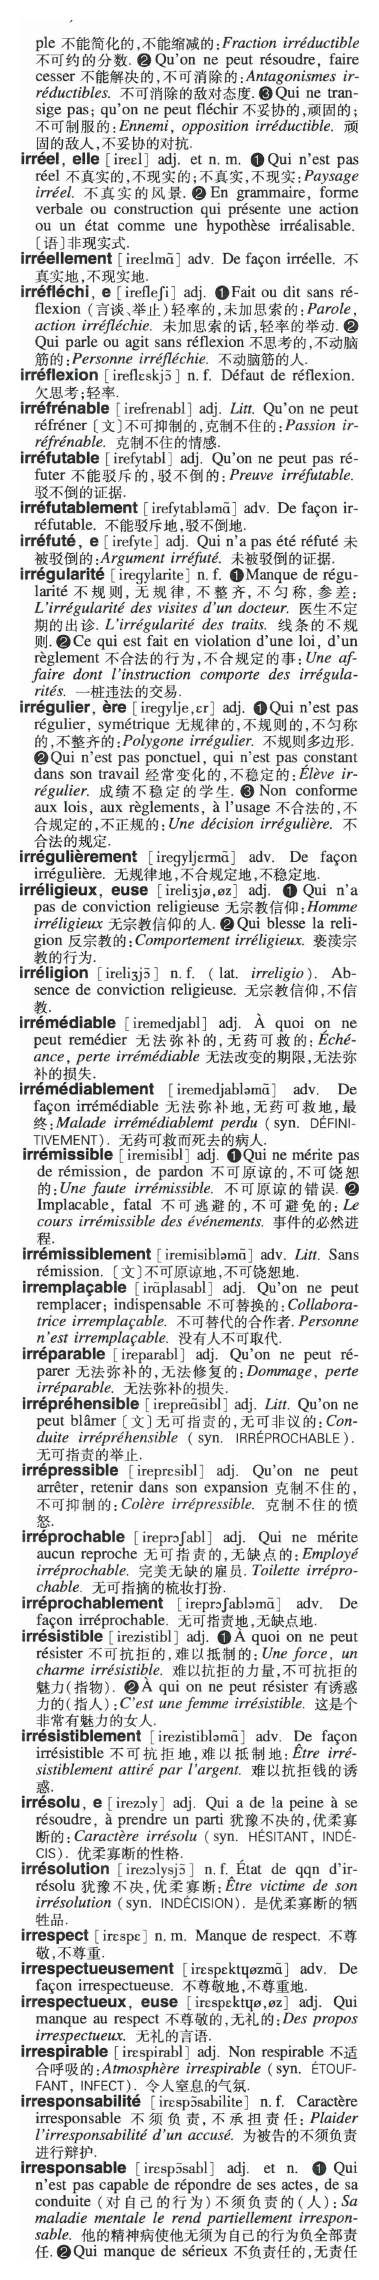 ple 不能简化的,不能缩减的:Fraction irréductible
不可约的分数. ❷ Qu'on ne peut résoudre, faire
cesser 不能解决的,不可消除的:Antagonismes ir-
réductibles. 不可消除的敌对态度. ❸ Qui ne tran-
sige pas; qu'on ne peut fléchir 不妥协的,顽固的;
不可制服的:Ennemi, opposition irréductible. 顽
固的敌人,不妥协的对抗.
irréel, elle [ireɛl] adj. et n. m. ❶ Qui n'est pas
réel 不真实的,不现实的;不真实,不现实:Paysage
irréel. 不真实的风景. ❷ En grammaire, forme
verbale ou construction qui présente une action
ou un état comme une hypothèse irréalisable.
〔语〕非现实式.
irréellement [ireɛlmɑ̃] adv. De façon irréelle. 不
真实地,不现实地.
irréfléchi, e [irefleʃi] adj. ❶ Fait ou dit sans ré-
flexion (言谈、举止)轻率的,未加思索的:Parole,
action irréfléchie. 未加思索的话,轻率的举动. ❷
Qui parle ou agit sans réflexion 不思考的,不动脑
筋的:Personne irréfléchie. 不动脑筋的人.
irréflexion [ireflɛskjɔ̃] n. f. Défaut de réflexion.
欠思考;轻率.
irréfrénable [irefrenabl] adj. Litt. Qu'on ne peut
réfréner〔文〕不可抑制的,克制不住的:Passion ir-
réfrénable. 克制不住的情感.
irréfutable [irefytabl] adj. Qu'on ne peut pas ré-
futer 不能驳斥的,驳不倒的:Preuve irréfutable.
驳不倒的证据.
irréfutablement [irefytabləmɑ̃] adv. De façon ir-
réfutable. 不能驳斥地,驳不倒地.
irréfuté, e [irefyte] adj. Qui n'a pas été réfuté 未
被驳倒的:Argument irréfuté. 未被驳倒的证据.
irrégularité [iregylarite] n. f. ❶ Manque de régu-
larité 不规则,无规律,不整齐,不匀称,参差:
L'irrégularité des visites d'un docteur. 医生不定
期的出诊. L'irrégularité des traits. 线条的不规
则. ❷ Ce qui est fait en violation d'une loi, d'un
règlement 不合法的行为,不合规定的事:Une af-
faire dont l'instruction comporte des irrégula-
rités. 一桩违法的交易.
irrégulier, ère [iregylje,ɛr] adj. ❶ Qui n'est pas
régulier, symétrique 无规律的,不规则的,不匀称
的,不整齐的:Polygone irrégulier. 不规则多边形.
❷ Qui n'est pas ponctuel, qui n'est pas constant
dans son travail 经常变化的,不稳定的:Élève ir-
régulier. 成绩不稳定的学生. ❸ Non conforme
aux lois, aux règlements, à l'usage 不合法的,不
合规定的,不正规的:Une décision irrégulière. 不
合法的规定.
irrégulièrement [iregyljɛrmɑ̃] adv. De façon
irrégulière. 无规律地,不合规定地,不稳定地.
irréligieux, euse [ireliʒjø,øz] adj. ❶ Qui n'a
pas de conviction religieuse 无宗教信仰:Homme
irréligieux 无宗教信仰的人. ❷ Qui blesse la reli-
gion 反宗教的:Comportement irréligieux. 亵渎宗
教的行为.
irréligion [ireliʒjɔ̃] n. f. (lat. irreligio). Ab-
sence de conviction religieuse. 无宗教信仰,不信
教.
irrémédiable [iremedjabl] adj. À quoi on ne
peut remédier 无法弥补的,无药可救的:Éché-
ance, perte irrémédiable 无法改变的期限,无法弥
补的损失.
irrémédiablement [iremedjabləmɑ̃] adv. De
façon irrémédiable 无法弥补地,无药可救地,最
终:Malade irrémédiablemt perdu (syn. DÉFINI-
TIVEMENT). 无药可救而死去的病人.
irrémissible [iremisibl] adj. ❶ Qui ne mérite pas
de rémission, de pardon 不可原谅的,不可饶恕
的:Une faute irrémissible. 不可原谅的错误. ❷
Implacable, fatal 不可逃避的,不可避免的:Le
cours irrémissible des événements. 事件的必然进
程.
irrémissiblement [iremisibləmɑ̃] adv. Litt. Sans
rémission.〔文〕不可原谅地,不可饶恕地.
irremplaçable [irɑ̃plasabl] adj. Qu'on ne peut
remplacer; indispensable 不可替换的:Collabora-
trice irremplaçable. 不可替代的合作者. Personne
n'est irremplaçable. 没有人不可取代.
irréparable [ireparabl] adj. Qu'on ne peut ré-
parer 无法弥补的,无法修复的:Dommage, perte
irréparable. 无法弥补的损失.
irrépréhensible [irepreɑ̃sibl] adj. Litt. Qu'on ne
peut blâmer〔文〕无可指责的,无可非议的:Con-
duite irrépréhensible (syn. IRRÉPROCHABLE).
无可指责的举止.
irrépressible [irepresibl] adj. Qu'on ne peut
arrêter, retenir dans son expansion 克制不住的,
不可抑制的:Colère irrépressible. 克制不住的愤
怒.
irréprochable [ireprɔʃabl] adj. Qui ne mérite
aucun reproche 无可指责的,无缺点的:Employé
irréprochable. 完美无缺的雇员. Toilette irrépro-
chable. 无可指摘的梳妆打扮.
irréprochablement [ireprɔʃabləmɑ̃] adv. De
façon irréprochable. 无可指责地,无缺点地.
irrésistible [irezistibl] adj. ❶ À quoi on ne peut
résister 不可抗拒的,难以抵制的:Une force, un
charme irrésistible. 难以抗拒的力量,不可抗拒的
魅力(指物). ❷ À qui on ne peut résister 有诱惑
力的(指人):C'est une femme irrésistible. 这是个
非常有魅力的女人.
irrésistiblement [irezistibləmɑ̃] adv. De façon
irrésistible 不可抗拒地,难以抵制地:Être irré-
sistiblement attiré par l'argent. 难以抗拒钱的诱
惑.
irrésolu, e [irezɔly] adj. Qui a de la peine à se
résoudre, à prendre un parti 犹豫不决的,优柔寡
断的:Caractère irrésolu (syn. HÉSITANT, INDÉ-
CIS). 优柔寡断的性格.
irrésolution [irezɔlysjɔ̃] n. f. État de qqn d'ir-
résolu 犹豫不决,优柔寡断:Être victime de son
irrésolution (syn. INDÉCISION). 是优柔寡断的牺
牲品.
irrespect [irɛspɛ] n. m. Manque de respect. 不尊
敬,不尊重.
irrespectueusement [irɛspɛktɥøzmɑ̃] adv. De
façon irrespectueuse. 不尊敬地,不尊重地.
irrespectueux, euse [irɛspɛktɥø,øz] adj. Qui
manque au respect 不尊敬的,无礼的:Des propos
irrespectueux. 无礼的言语.
irrespirable [irɛspirabl] adj. Non respirable 不适
合呼吸的:Atmosphère irrespirable (syn. ÉTOUF-
FANT, INFECT). 令人窒息的气氛.
irresponsabilité [irɛspɔ̃sabilite] n. f. Caractère
irresponsable 不须负责,不承担责任:Plaider
l'irresponsabilité d'un accusé. 为被告的不须负责
进行辩护.
irresponsable [irɛspɔ̃sabl] adj. et n. ❶ Qui
n'est pas capable de répondre de ses actes, de sa
conduite (对自己的行为)不须负责的(人):Sa
maladie mentale le rend partiellement irrespon-
sable. 他的精神病使他无须为自己的行为负全部责
任. ❷ Qui manque de sérieux 不负责任的,无责任